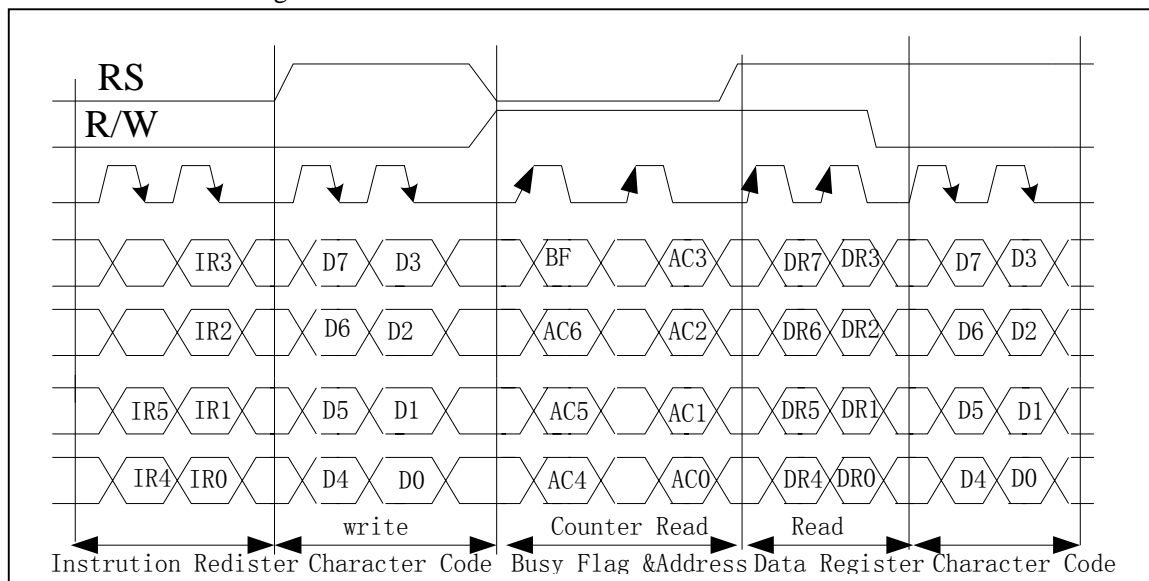 RS
R/W
IR3 D7 D3 BF AC3 DR7 DR3 D7 D3
IR2 D6 D2 AC6 AC2 DR6 DR2 D6 D2
IR5 IR1 D5 D1 AC5 AC1 DR5 DR1 D5 D1
IR4 IR0 D4 D0 AC4 AC0 DR4 DR0 D4 D0
write Counter Read Read
Instrution Redister Character Code Busy Flag &Address Data Register Character Code